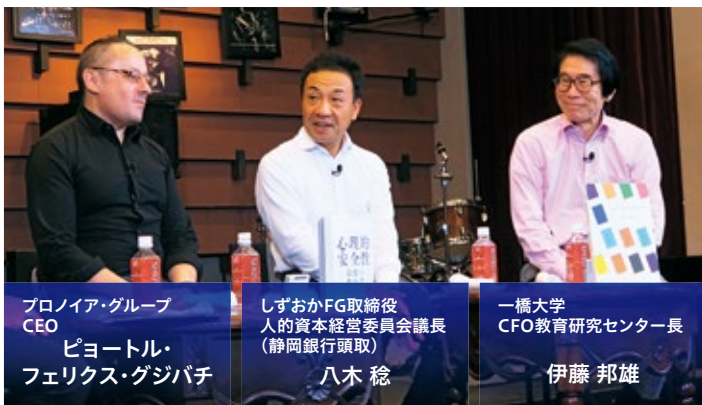 心理的
安全性
プロノイア・グループ
CEO
ピョートル・
フェリクス・グジバチ
しずおかFG取締役
人的資本経営委員会議長
（静岡銀行頭取）
八木 稔
一橋大学
CFO教育研究センター長
伊藤 邦雄